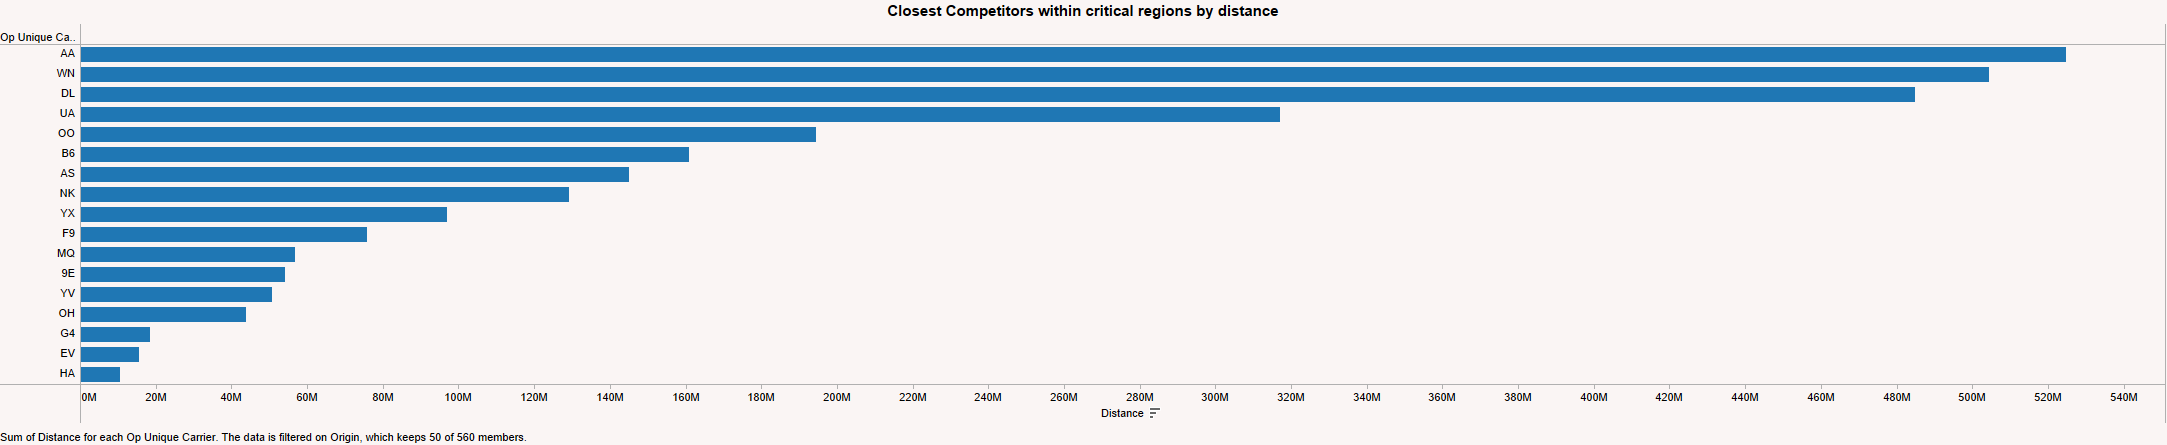 Closest Competitors within critical regions by distance
Op Unique Ca..
AA
WN
DL
UA
OO
B6
AS
NK
YX
F9
MQ
9E
YV
OH
G4
EV
HA
0M 20M 40M 60M 80M 100M 120M 140M 160M 180M 200M 220M 240M 260M 280M 300M 320M 340M 360M 380M 400M 420M 440M 460M 480M 500M 520M 540M
Distance
Sum of Distance for each Op Unique Carrier. The data is filtered on Origin, which keeps 50 of 560 members.